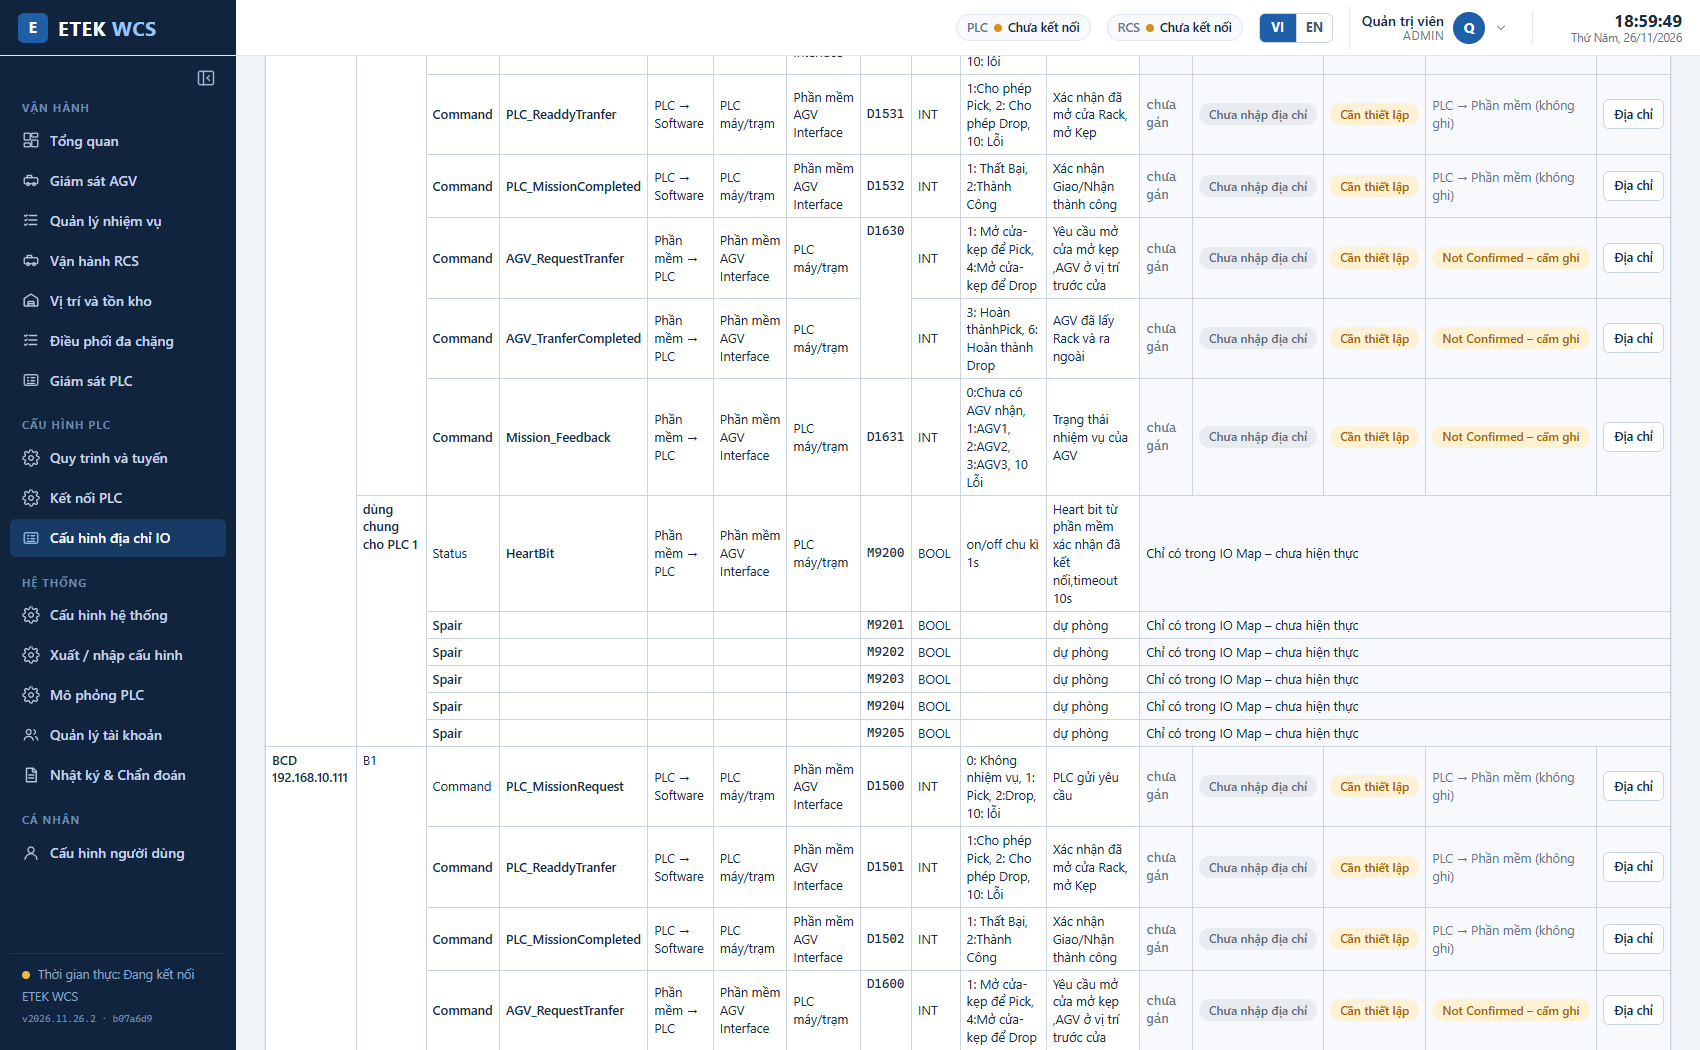 E ETEK WCS
PLC Chưa kết nối
RCS Chưa kết nối
VI EN
Quản trị viên
ADMIN
Q
18:59:49
Thứ Năm, 26/11/2026
VẬN HÀNH
Tổng quan
Giám sát AGV
Quản lý nhiệm vụ
Vận hành RCS
Vị trí và tồn kho
Điều phối đa chặng
Giám sát PLC
CẤU HÌNH PLC
Quy trình và tuyến
Kết nối PLC
Cấu hình địa chỉ IO
HỆ THỐNG
Cấu hình hệ thống
Xuất / nhập cấu hình
Mô phỏng PLC
Quản lý tài khoản
Nhật ký & Chẩn đoán
CÁ NHÂN
Cấu hình người dùng
Thời gian thực: Đang kết nối
ETEK WCS
v2026.11.26.2 · b07a6d9
10: lỗi
Command
PLC_ReaddyTranfer
PLC →
Software
PLC
máy/trạm
Phần mềm
AGV
Interface
D1531
INT
1:Cho phép
Pick, 2: Cho
phép Drop,
10: Lỗi
Xác nhận đã
mở cửa Rack,
mở Kẹp
chưa
gán
Chưa nhập địa chỉ
Cần thiết lập
PLC → Phần mềm (không
ghi)
Địa chỉ
Command
PLC_MissionCompleted
PLC →
Software
PLC
máy/trạm
Phần mềm
AGV
Interface
D1532
INT
1: Thất Bại,
2:Thành
Công
Xác nhận
Giao/Nhận
thành công
chưa
gán
Chưa nhập địa chỉ
Cần thiết lập
PLC → Phần mềm (không
ghi)
Địa chỉ
Command
AGV_RequestTranfer
Phần
mềm →
PLC
Phần mềm
AGV
Interface
PLC
máy/trạm
D1630
INT
1: Mở cửa-
kẹp để Pick,
4:Mở cửa-
kẹp để Drop
Yêu cầu mở
cửa mở kẹp
,AGV ở vị trí
trước cửa
chưa
gán
Chưa nhập địa chỉ
Cần thiết lập
Not Confirmed – cấm ghi
Địa chỉ
Command
AGV_TranferCompleted
Phần
mềm →
PLC
Phần mềm
AGV
Interface
PLC
máy/trạm
INT
3: Hoàn
thànhPick, 6:
Hoàn thành
Drop
AGV đã lấy
Rack và ra
ngoài
chưa
gán
Chưa nhập địa chỉ
Cần thiết lập
Not Confirmed – cấm ghi
Địa chỉ
Command
Mission_Feedback
Phần
mềm →
PLC
Phần mềm
AGV
Interface
PLC
máy/trạm
D1631
INT
0:Chưa có
AGV nhận,
1:AGV1,
2:AGV2,
3:AGV3, 10
Lỗi
Trạng thái
nhiệm vụ của
AGV
chưa
gán
Chưa nhập địa chỉ
Cần thiết lập
Not Confirmed – cấm ghi
Địa chỉ
dùng
chung
cho PLC 1
Status
HeartBit
Phần
mềm →
PLC
Phần mềm
AGV
Interface
PLC
máy/trạm
M9200
BOOL
on/off chu kì
1s
Heart bit từ
phần mềm
xác nhận đã
kết
nối,timeout
10s
Chỉ có trong IO Map – chưa hiện thực
Spair M9201 BOOL dự phòng Chỉ có trong IO Map – chưa hiện thực
Spair M9202 BOOL dự phòng Chỉ có trong IO Map – chưa hiện thực
Spair M9203 BOOL dự phòng Chỉ có trong IO Map – chưa hiện thực
Spair M9204 BOOL dự phòng Chỉ có trong IO Map – chưa hiện thực
Spair M9205 BOOL dự phòng Chỉ có trong IO Map – chưa hiện thực
BCD
192.168.10.111
B1
Command
PLC_MissionRequest
PLC →
Software
PLC
máy/trạm
Phần mềm
AGV
Interface
D1500
INT
0: Không
nhiệm vụ, 1:
Pick, 2:Drop,
10: lỗi
PLC gửi yêu
cầu
chưa
gán
Chưa nhập địa chỉ
Cần thiết lập
PLC → Phần mềm (không
ghi)
Địa chỉ
Command
PLC_ReaddyTranfer
PLC →
Software
PLC
máy/trạm
Phần mềm
AGV
Interface
D1501
INT
1:Cho phép
Pick, 2: Cho
phép Drop,
10: Lỗi
Xác nhận đã
mở cửa Rack,
mở Kẹp
chưa
gán
Chưa nhập địa chỉ
Cần thiết lập
PLC → Phần mềm (không
ghi)
Địa chỉ
Command
PLC_MissionCompleted
PLC →
Software
PLC
máy/trạm
Phần mềm
AGV
Interface
D1502
INT
1: Thất Bại,
2:Thành
Công
Xác nhận
Giao/Nhận
thành công
chưa
gán
Chưa nhập địa chỉ
Cần thiết lập
PLC → Phần mềm (không
ghi)
Địa chỉ
Command
AGV_RequestTranfer
Phần
mềm →
PLC
Phần mềm
AGV
Interface
PLC
máy/trạm
D1600
INT
1: Mở cửa-
kẹp để Pick,
4:Mở cửa-
kẹp để Drop
Yêu cầu mở
cửa mở kẹp
,AGV ở vị trí
trước cửa
chưa
gán
Chưa nhập địa chỉ
Cần thiết lập
Not Confirmed – cấm ghi
Địa chỉ